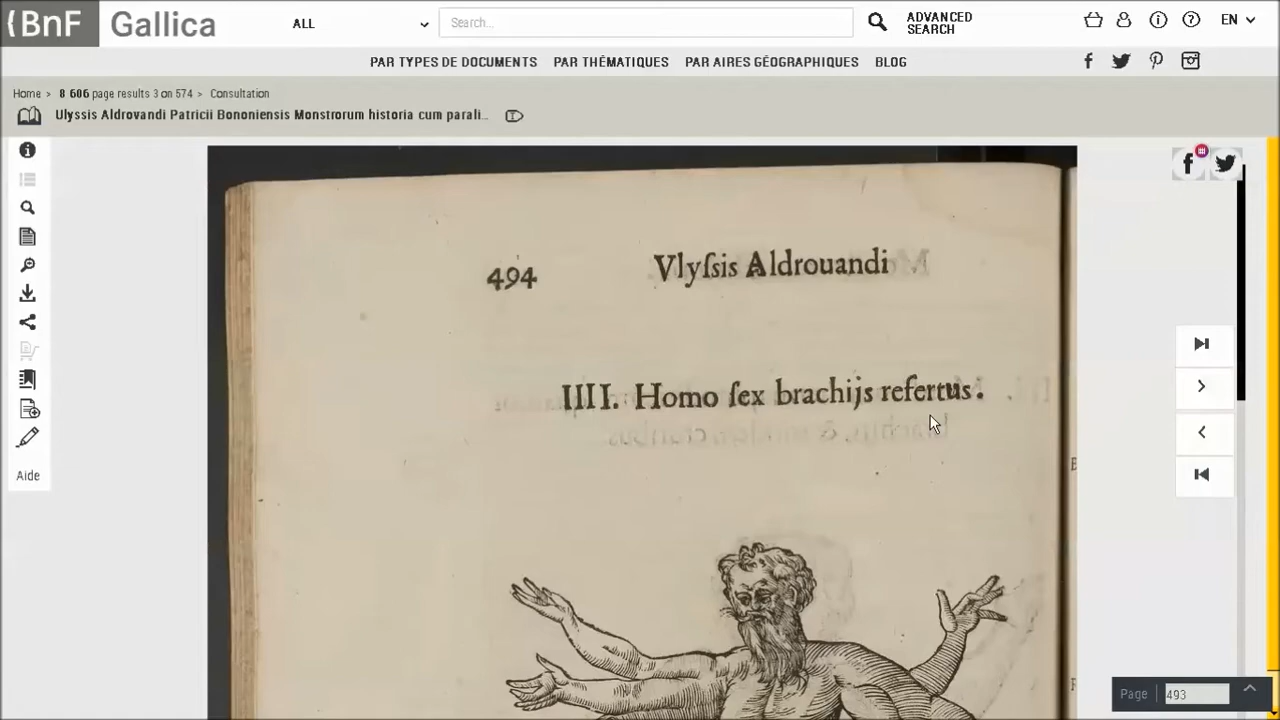 BnF Gallica
ALL
Search...
ADVANCED
SEARCH
EN
PAR TYPES DE DOCUMENTS PAR THÉMATIQUES PAR AIRES GÉOGRAPHIQUES BLOG
Home > 8 606 page results 3 on 574 > Consultation
Ulyssis Aldrovandi Patricii Bononiensis Monstrorum historia cum parali..
494 Vlyſsis Aldrouandi
IIII. Homo ſex brachijs refertus.
Aide
Page 493